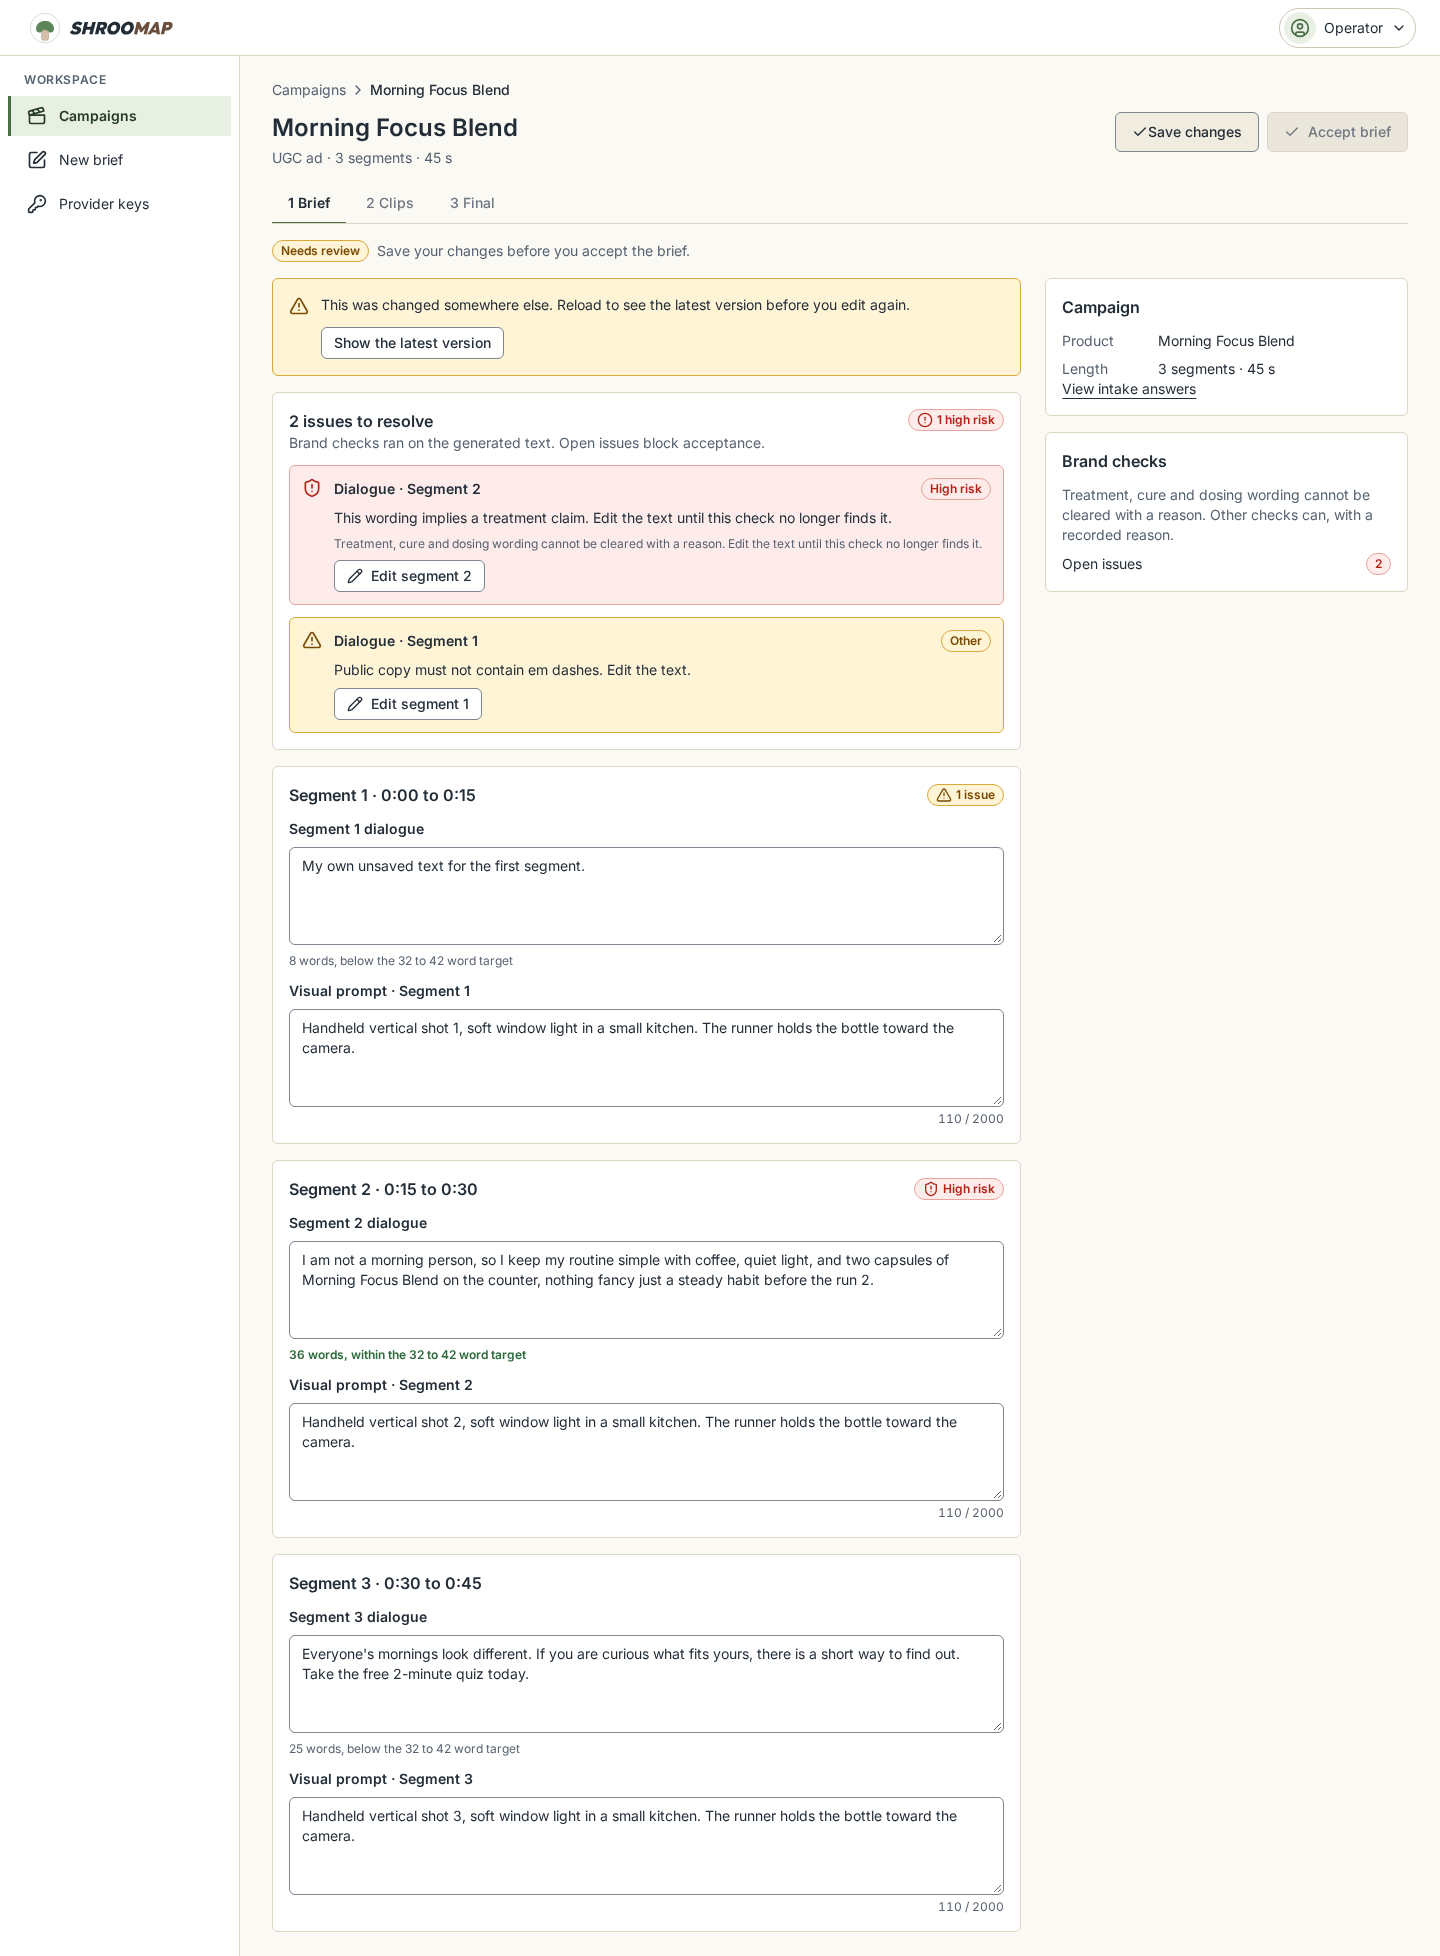 SHROOMAP
Operator
WORKSPACE
Campaigns
New brief
Provider keys
Campaigns > Morning Focus Blend
Morning Focus Blend
UGC ad · 3 segments · 45 s
Save changes
Accept brief
1 Brief
2 Clips
3 Final
Needs review
Save your changes before you accept the brief.
This was changed somewhere else. Reload to see the latest version before you edit again.
Show the latest version
2 issues to resolve
1 high risk
Brand checks ran on the generated text. Open issues block acceptance.
Dialogue · Segment 2
High risk
This wording implies a treatment claim. Edit the text until this check no longer finds it.
Treatment, cure and dosing wording cannot be cleared with a reason. Edit the text until this check no longer finds it.
Edit segment 2
Dialogue · Segment 1
Other
Public copy must not contain em dashes. Edit the text.
Edit segment 1
Segment 1 · 0:00 to 0:15
1 issue
Segment 1 dialogue
My own unsaved text for the first segment.
8 words, below the 32 to 42 word target
Visual prompt · Segment 1
Handheld vertical shot 1, soft window light in a small kitchen. The runner holds the bottle toward the
camera.
110 / 2000
Segment 2 · 0:15 to 0:30
High risk
Segment 2 dialogue
I am not a morning person, so I keep my routine simple with coffee, quiet light, and two capsules of
Morning Focus Blend on the counter, nothing fancy just a steady habit before the run 2.
36 words, within the 32 to 42 word target
Visual prompt · Segment 2
Handheld vertical shot 2, soft window light in a small kitchen. The runner holds the bottle toward the
camera.
110 / 2000
Segment 3 · 0:30 to 0:45
Segment 3 dialogue
Everyone's mornings look different. If you are curious what fits yours, there is a short way to find out.
Take the free 2-minute quiz today.
25 words, below the 32 to 42 word target
Visual prompt · Segment 3
Handheld vertical shot 3, soft window light in a small kitchen. The runner holds the bottle toward the
camera.
110 / 2000
Campaign
Product Morning Focus Blend
Length 3 segments · 45 s
View intake answers
Brand checks
Treatment, cure and dosing wording cannot be
cleared with a reason. Other checks can, with a
recorded reason.
Open issues 2